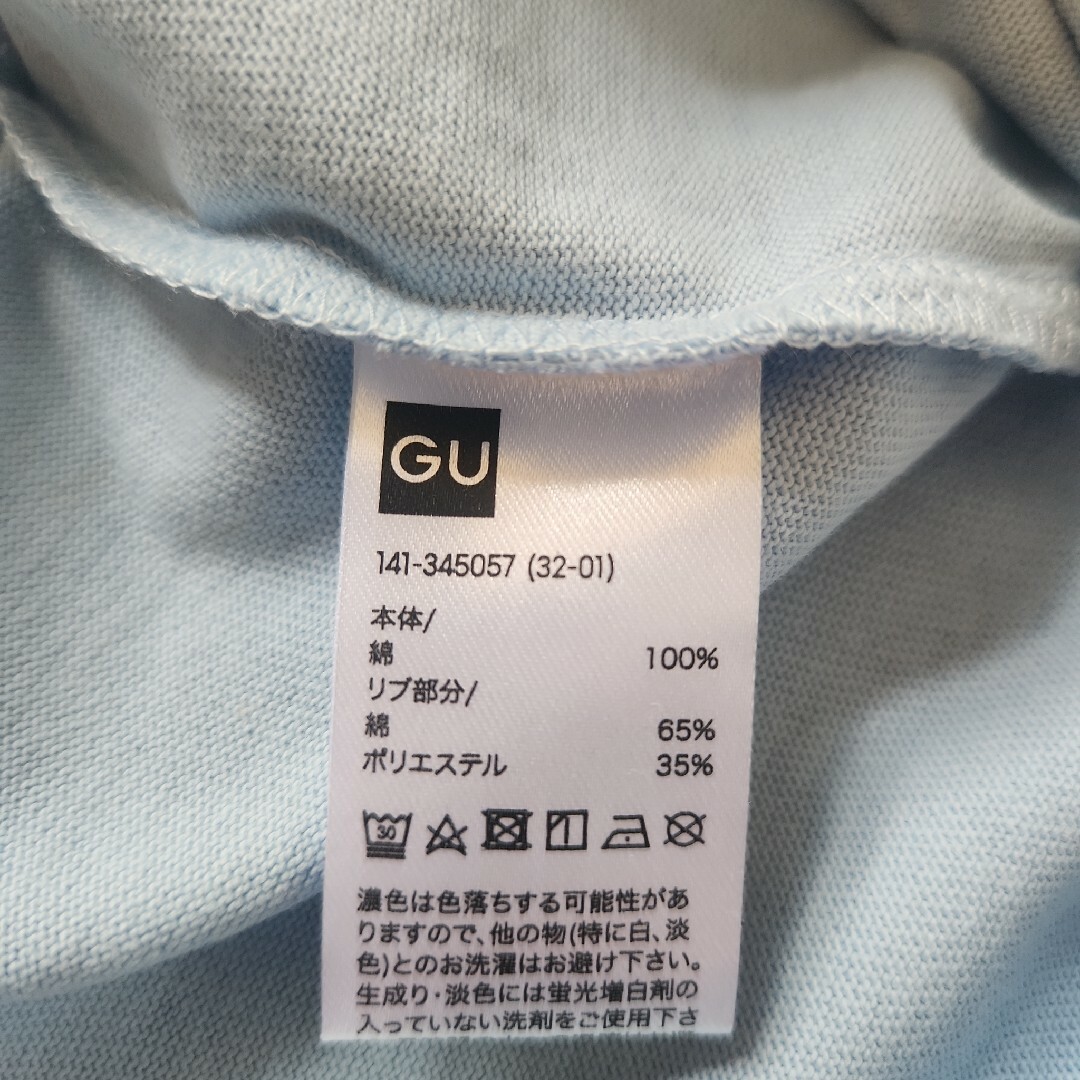 GU
141-345057 (32-01)
本体/
綿 100%
リブ部分/
綿 65%
ポリエステル 35%
30
濃色は色落ちする可能性があ
りますので、他の物(特に白、淡
色)とのお洗濯はお避け下さい。
生成り・淡色には蛍光増白剤の
入っていない洗剤をご使用下さ